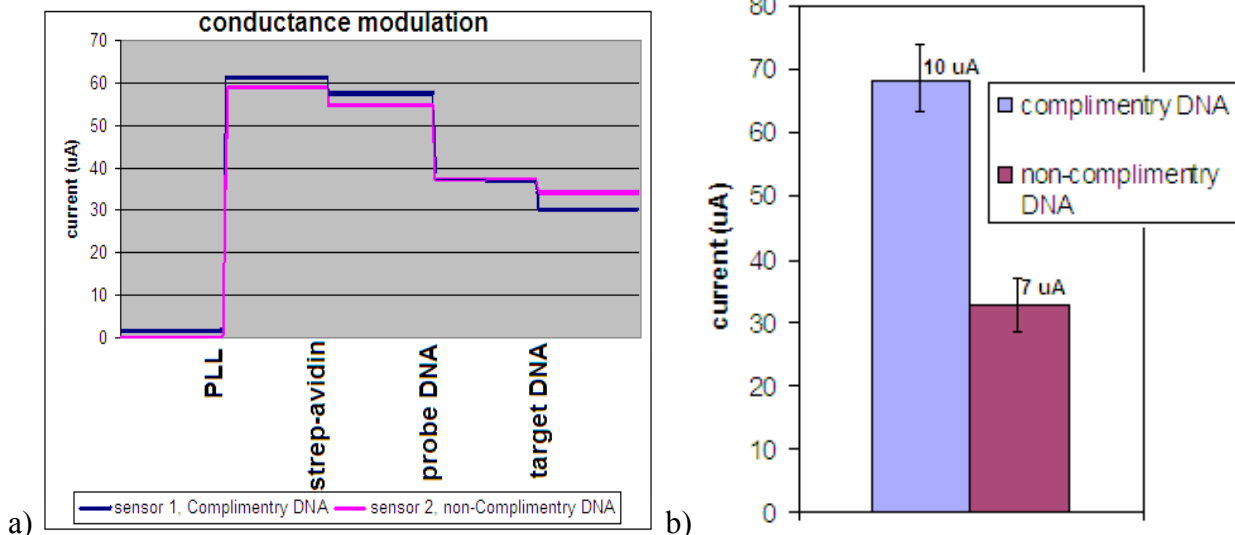 conductance modulation
current (uA)
70
60
50
40
30
20
10
0
PLL
strep-avidin
probe DNA
target DNA
sensor 1, Complimentry DNA
sensor 2, non-Complimentry DNA
a)
current (uA)
80
70
60
50
40
30
20
10
0
10 uA
7 uA
complimentry DNA
non-complimentry
DNA
b)